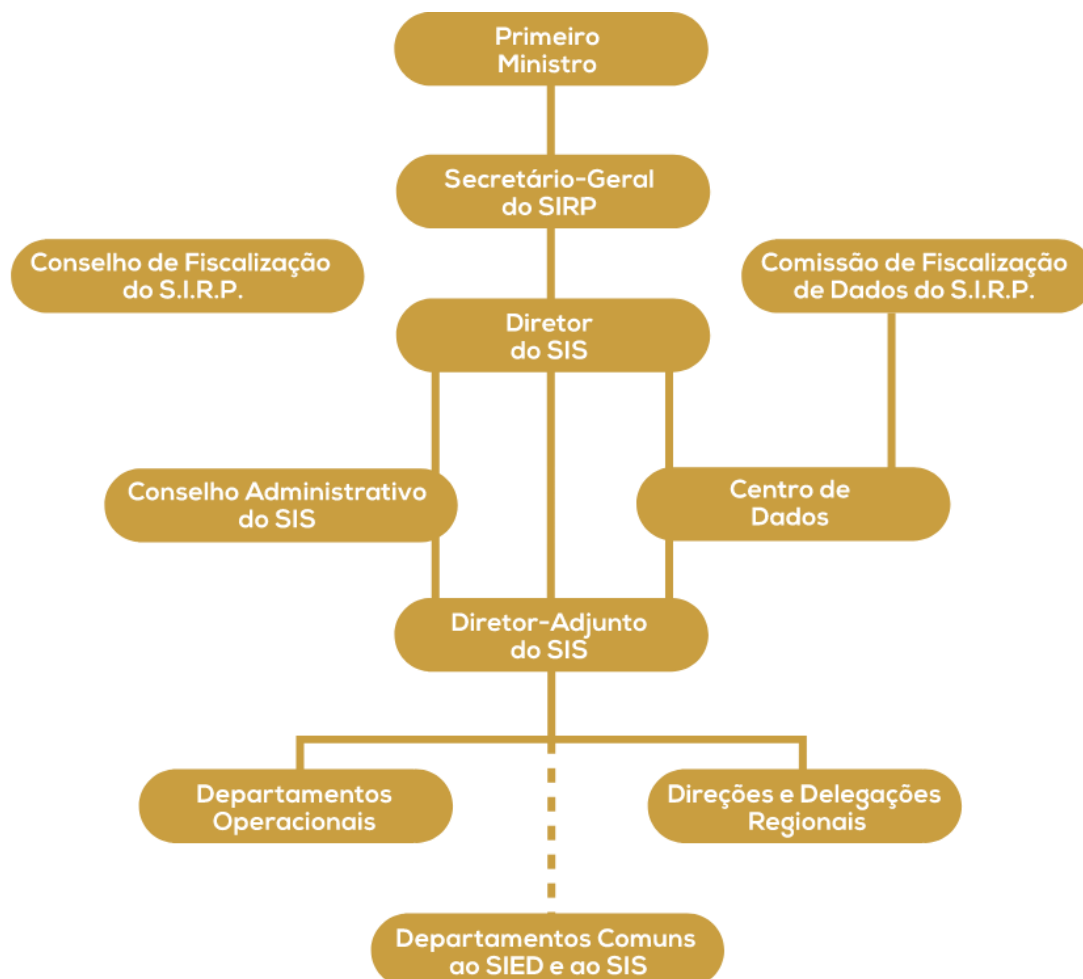 Primeiro
Ministro
Secretário-Geral
do SIRP
Conselho de Fiscalização
do S.I.R.P.
Comissão de Fiscalização
de Dados do S.I.R.P.
Diretor
do SIS
Conselho Administrativo
do SIS
Centro de
Dados
Diretor-Adjunto
do SIS
Departamentos
Operacionais
Direções e Delegações
Regionais
Departamentos Comuns
ao SIED e ao SIS